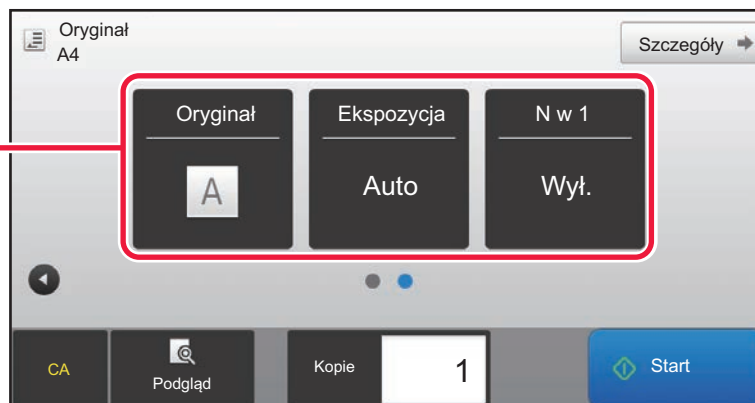 Oryginał
A4
Szczegóły
Oryginał
Ekspozycja
N w 1
A
Auto
Wył.
CA
Podgląd
Kopie
1
Start